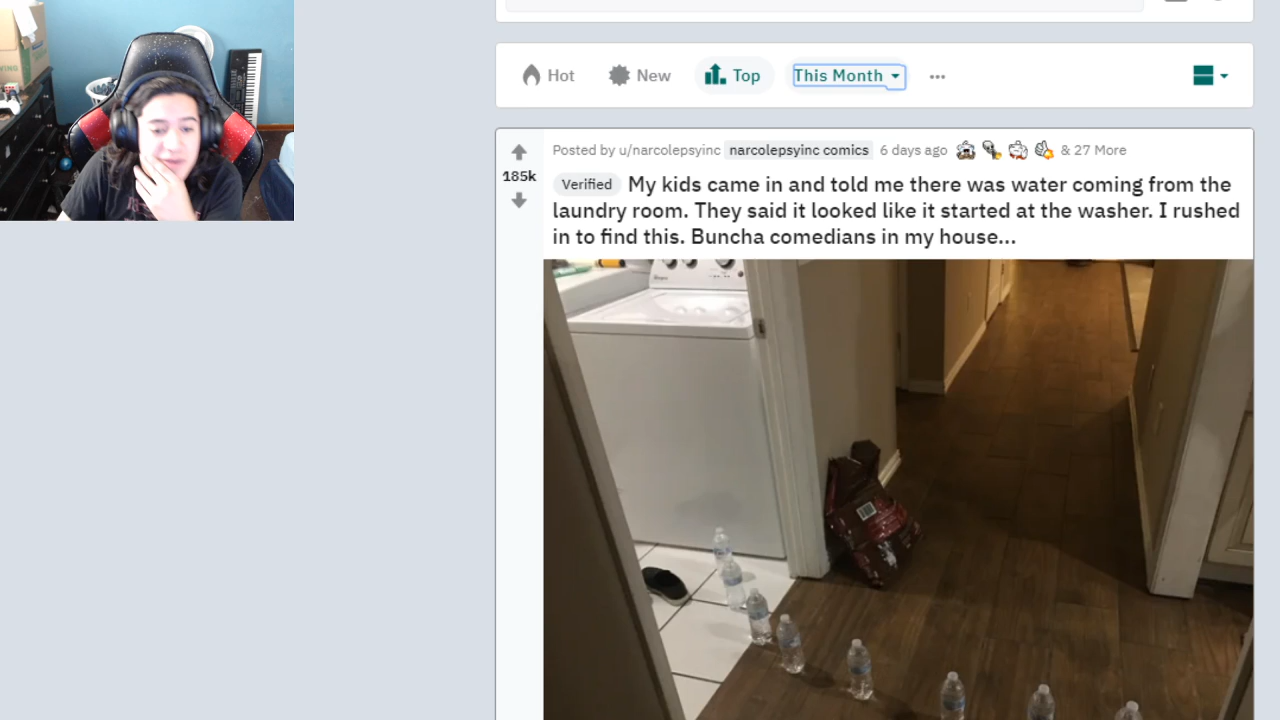 Hot New Top This Month ...
Posted by u/narcolepsyinc narcolepsyinc comics 6 days ago & 27 More
185k
Verified My kids came in and told me there was water coming from the
laundry room. They said it looked like it started at the washer. I rushed
in to find this. Buncha comedians in my house...